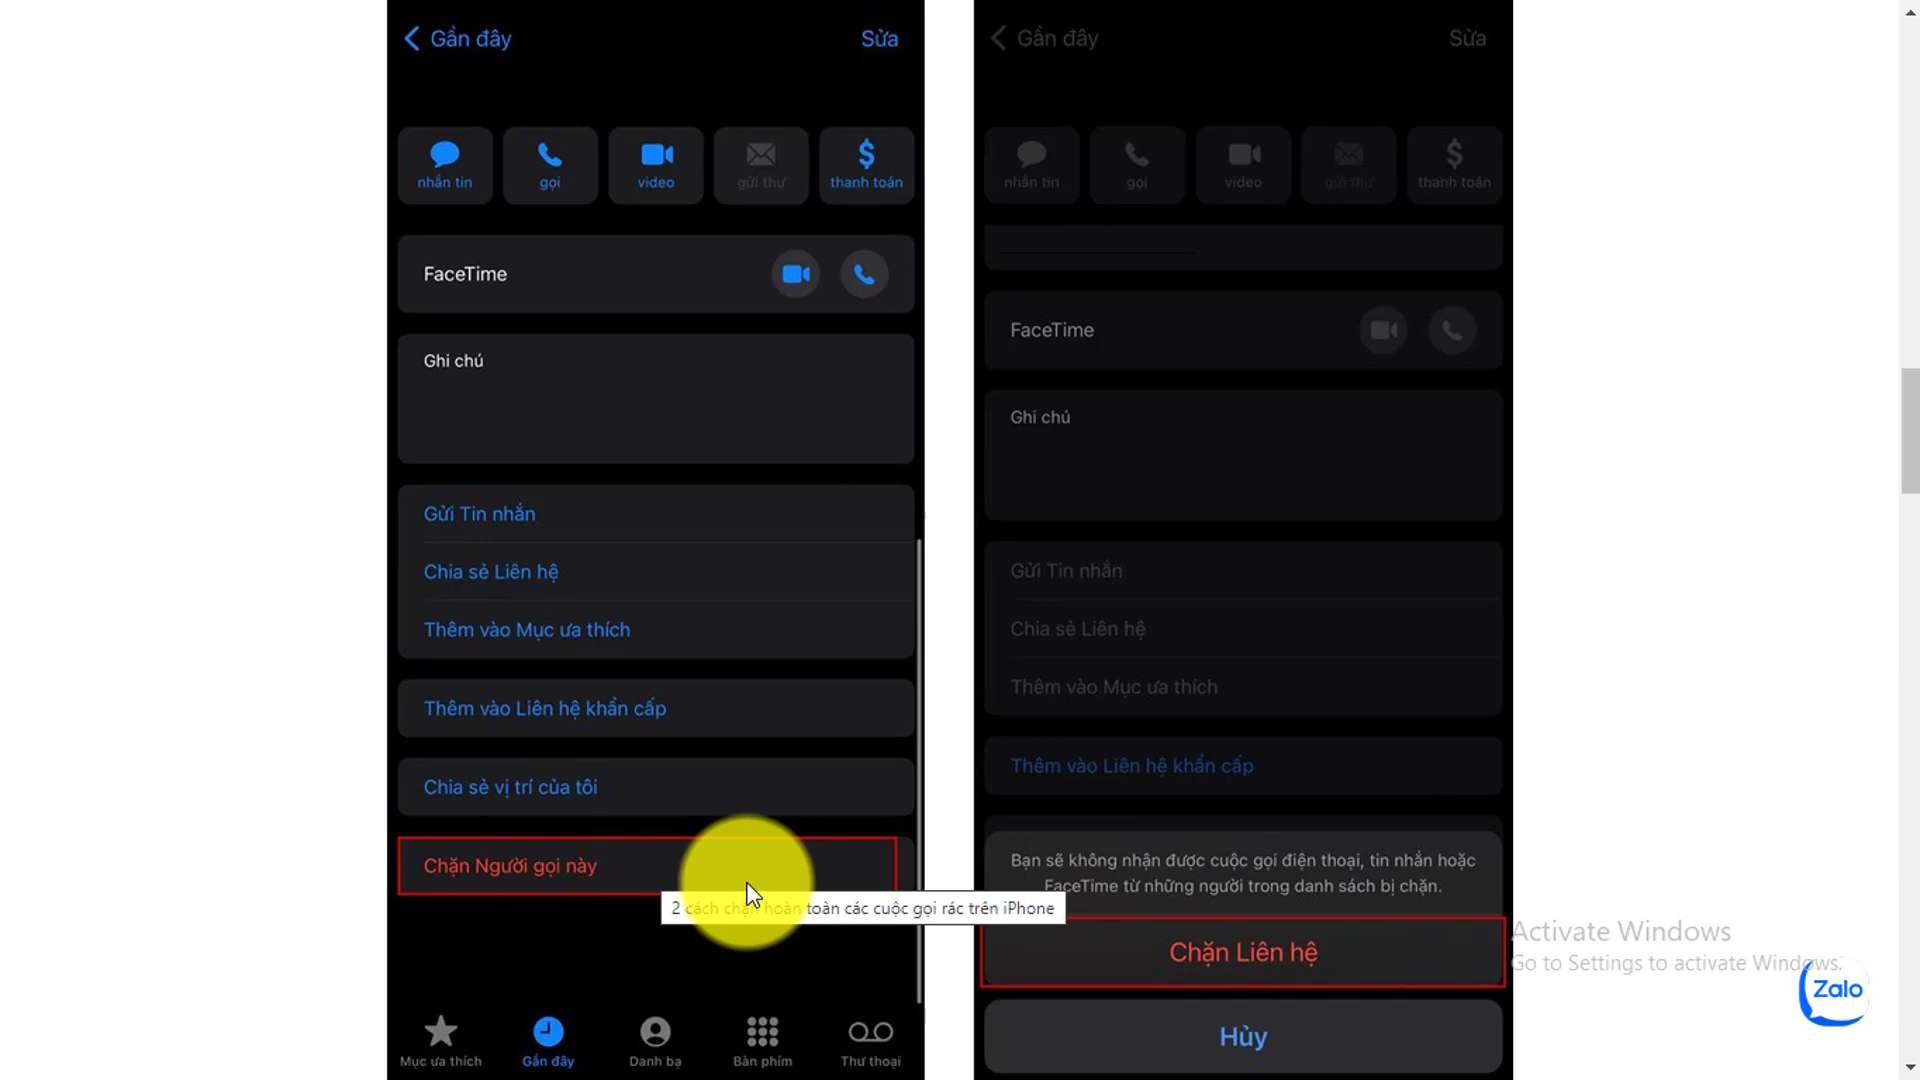 Gần đây
Sửa
nhắn tin
gọi
video
gửi thư
thanh toán
FaceTime
Ghi chú
Gửi Tin nhắn
Chia sẻ Liên hệ
Thêm vào Mục ưa thích
Thêm vào Liên hệ khẩn cấp
Chia sẻ vị trí của tôi
Chặn Người gọi này
2 cách chặn hoàn toàn các cuộc gọi rác trên iPhone
Mục ưa thích
Gần đây
Danh bạ
Bàn phím
Thư thoại
Gần đây
Sửa
nhắn tin
gọi
video
gửi thư
thanh toán
FaceTime
Ghi chú
Gửi Tin nhắn
Chia sẻ Liên hệ
Thêm vào Mục ưa thích
Thêm vào Liên hệ khẩn cấp
Bạn sẽ không nhận được cuộc gọi điện thoại, tin nhắn hoặc
FaceTime từ những người trong danh sách bị chặn.
Chặn Liên hệ
Hủy
Activate Windows
Go to Settings to activate Windows.
Zalo